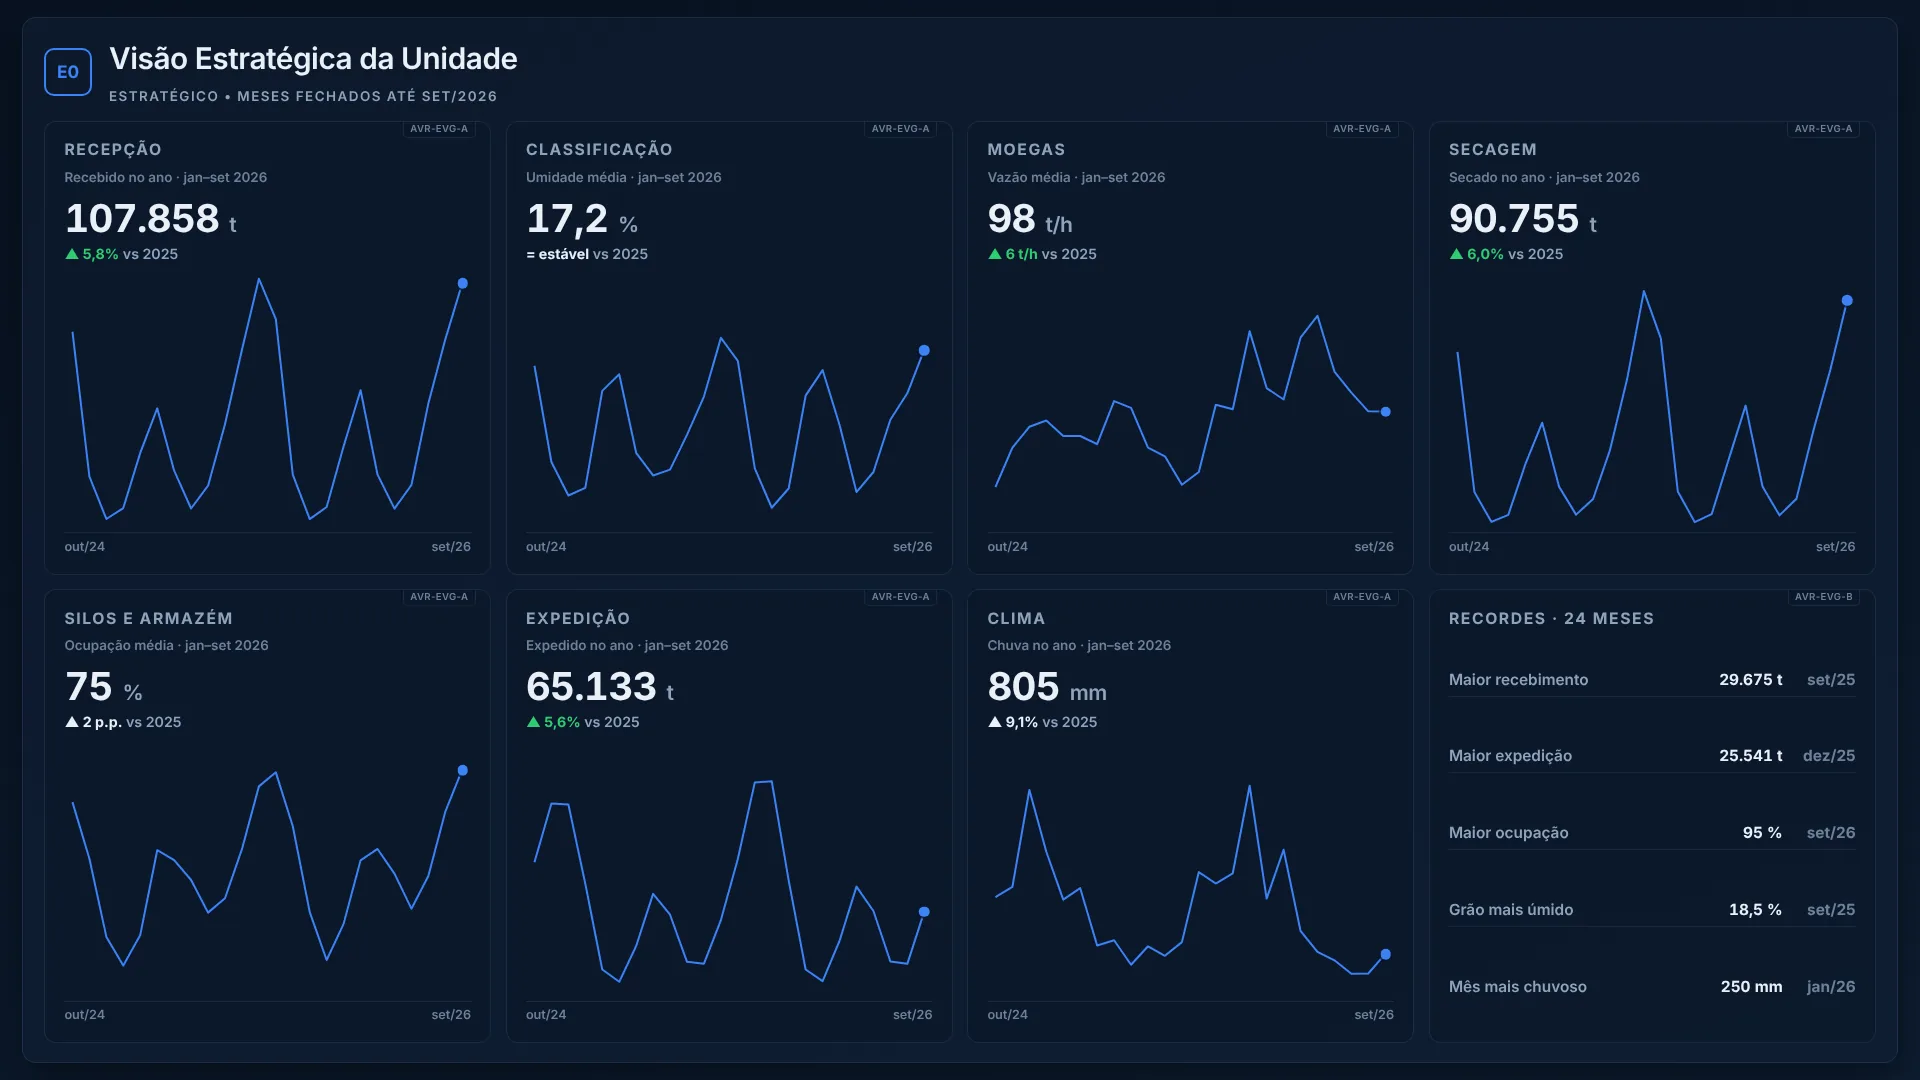 E0
Visão Estratégica da Unidade
ESTRATÉGICO • MESES FECHADOS ATÉ SET/2026
AVR-EVG-A
RECEPÇÃO
Recebido no ano · jan–set 2026
107.858 t
▲ 5,8% vs 2025
out/24 set/26
AVR-EVG-A
CLASSIFICAÇÃO
Umidade média · jan–set 2026
17,2 %
= estável vs 2025
out/24 set/26
AVR-EVG-A
MOEGAS
Vazão média · jan–set 2026
98 t/h
▲ 6 t/h vs 2025
out/24 set/26
AVR-EVG-A
SECAGEM
Secado no ano · jan–set 2026
90.755 t
▲ 6,0% vs 2025
out/24 set/26
AVR-EVG-A
SILOS E ARMAZÉM
Ocupação média · jan–set 2026
75 %
▲ 2 p.p. vs 2025
out/24 set/26
AVR-EVG-A
EXPEDIÇÃO
Expedido no ano · jan–set 2026
65.133 t
▲ 5,6% vs 2025
out/24 set/26
AVR-EVG-A
CLIMA
Chuva no ano · jan–set 2026
805 mm
▲ 9,1% vs 2025
out/24 set/26
AVR-EVG-B
RECORDES · 24 MESES
Maior recebimento 29.675 t set/25
Maior expedição 25.541 t dez/25
Maior ocupação 95 % set/26
Grão mais úmido 18,5 % set/25
Mês mais chuvoso 250 mm jan/26